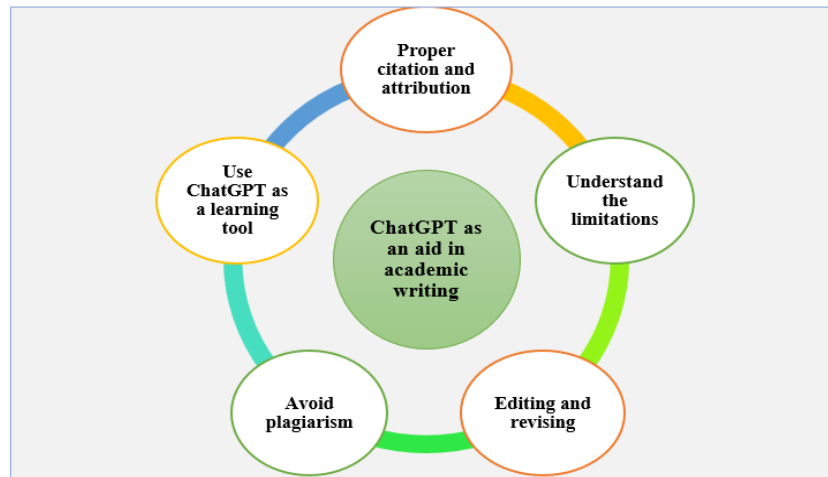 Proper
citation and
attribution
Understand
the
limitations
Editing and
revising
Avoid
plagiarism
Use
ChatGPT as
a learning
tool
ChatGPT as
an aid in
academic
writing